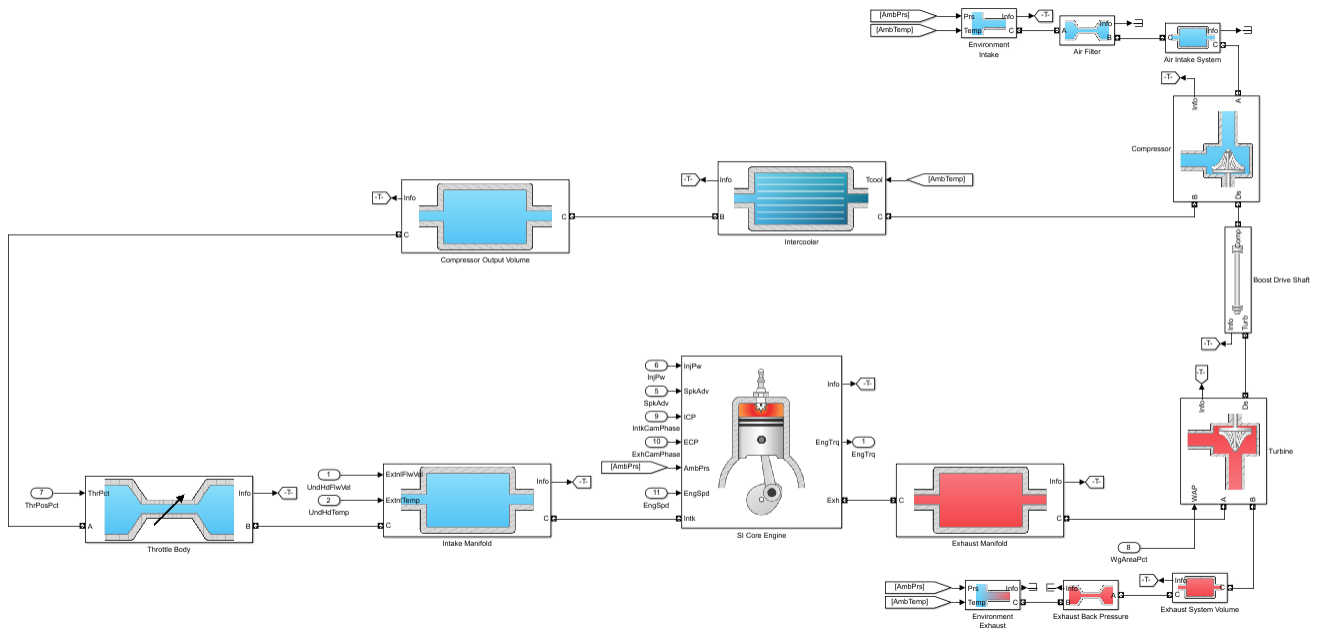 [AmbPrs]
[AmbTemp]
Prs
Temp
Info
C
-T-
Environment
Intake
A
Info
B
Air Filter
C
Info
C
Air Intake System
-T-
Info
A
Compressor
B
Ds
-T-
Info
C
C
Compressor Output Volume
-T-
Info
Tcool
[AmbTemp]
B
C
Intercooler
Comp
Boost Drive Shaft
Info
Turb
-T-
-T-
Info
Ds
Turbine
WAP
A
B
8
WgAreaPct
6
InjPw
InjPw
5
SpkAdv
SpkAdv
9
IntkCamPhase
ICP
10
ExhCamPhase
ECP
[AmbPrs]
AmbPrs
11
EngSpd
EngSpd
Intk
Info
-T-
EngTrq
1
EngTrq
Exh
SI Core Engine
7
ThrPosPct
ThrPct
Info
-T-
A
B
Throttle Body
1
UndHdFlwVel
ExtnlFlwVel
2
UndHdTemp
ExtnlTemp
Info
-T-
C
C
Intake Manifold
C
Info
-T-
C
Exhaust Manifold
[AmbPrs]
[AmbTemp]
Prs
Temp
Info
C
Environment
Exhaust
Info
B
A
Exhaust Back Pressure
-T-
Info
C
C
Exhaust System Volume